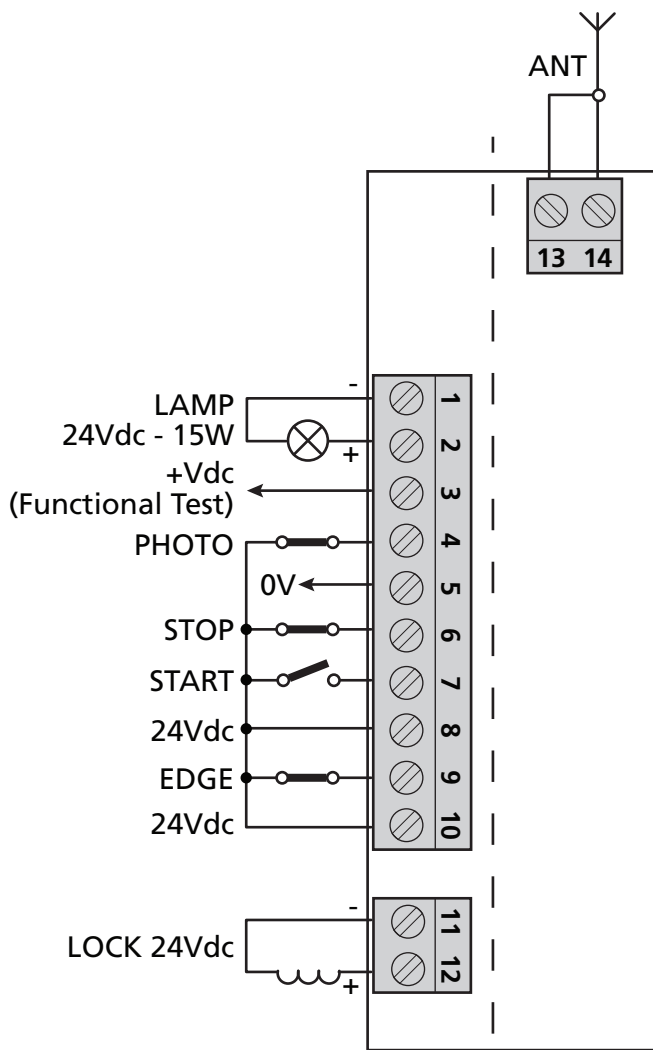 ANT
13 14
LAMP
24Vdc - 15W
- 1
+ 2
+Vdc
(Functional Test)
3
PHOTO 4
0V 5
STOP 6
START 7
24Vdc 8
EDGE 9
24Vdc 10
- 11
LOCK 24Vdc
+ 12